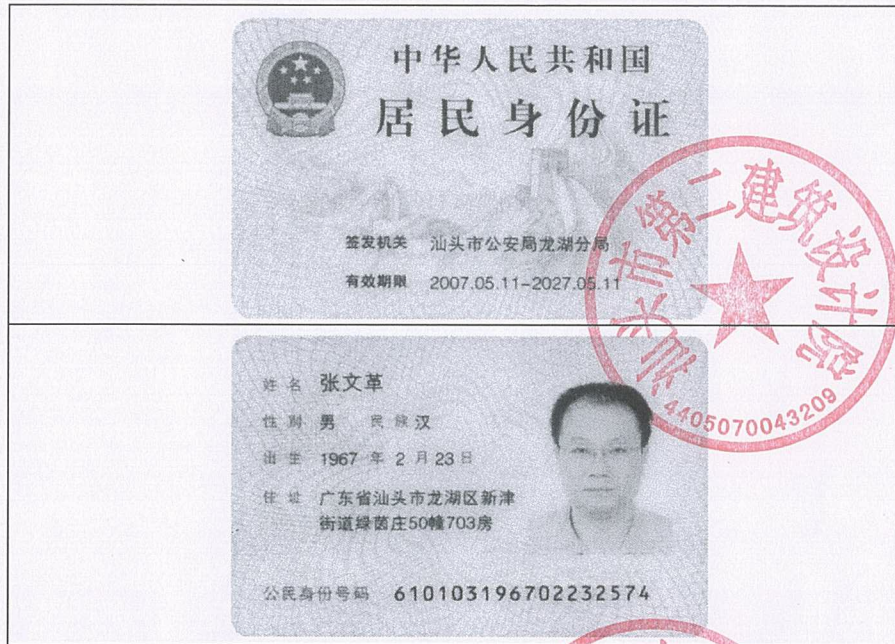 中华人民共和国
居民身份证
签发机关 汕头市公安局龙湖分局
有效期限 2007.05.11-2027.05.11
汕头市第二建筑设计院
4405070043209
姓名 张文革
性别 男 民族 汉
出生 1967 年 2 月 23 日
住址 广东省汕头市龙湖区新津
街道绿茵庄50幢703房
公民身份号码 610103196702232574